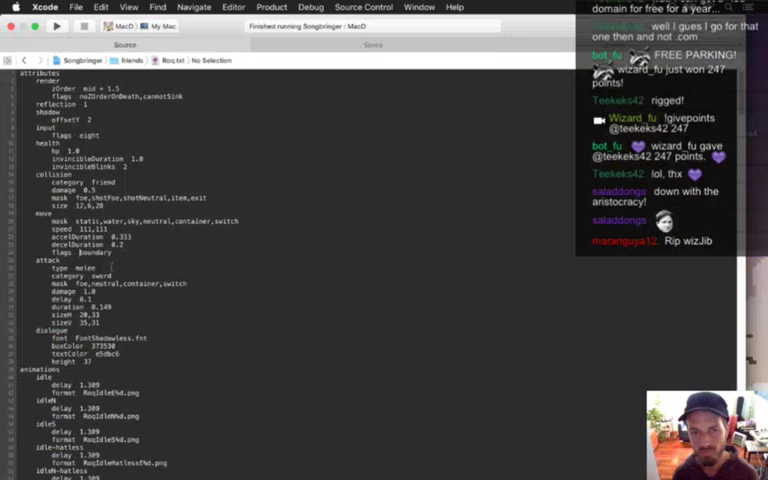 Xcode File Edit View Find Navigate Editor Product Debug Source Control Window Help
MacD My Mac
Finished running Songbringer : MacD
Source
Saves
Songbringer friends Roq.txt No Selection
attributes
render
zOrder mid + 1.5
flags noZOrderOnDeath,cannotSink
reflection 1
shadow
offsetY 2
input
flags eight
health
hp 1.0
invincibleDuration 1.0
invincibleBlinks 2
collision
category friend
damage 0.5
mask foe,shotFoe,shotNeutral,item,exit
size 12,6,28
move
mask static,water,sky,neutral,container,switch
speed 111,111
accelDuration 0.333
decelDuration 0.2
flags boundary
attack
type melee
category sword
mask foe,neutral,container,switch
damage 1.0
delay 0.1
duration 0.149
sizeH 20,33
sizeV 35,31
dialogue
font FontShadowless.fnt
boxColor 373530
textColor e5dbc6
height 37
animations
idle
delay 1.309
format RoqIdleE%d.png
idleN
delay 1.309
format RoqIdleN%d.png
idleS
delay 1.309
format RoqIdleS%d.png
idle-hatless
delay 1.309
format RoqIdleHatlessE%d.png
idleN-hatless
delay 1.309
domain for free for a year...
Teekeks42 well I gues I go for that
one then and not .com
bot_fu FREE PARKING!
wizard_fu just won 247
points!
Teekeks42 rigged!
Wizard_fu !givepoints
@teekeks42 247
bot_fu wizard_fu gave
@teekeks42 247 points.
Teekeks42 lol, thx
saladdongs down with the
aristocracy!
saladdongs
maranguya12 Rip wizJib